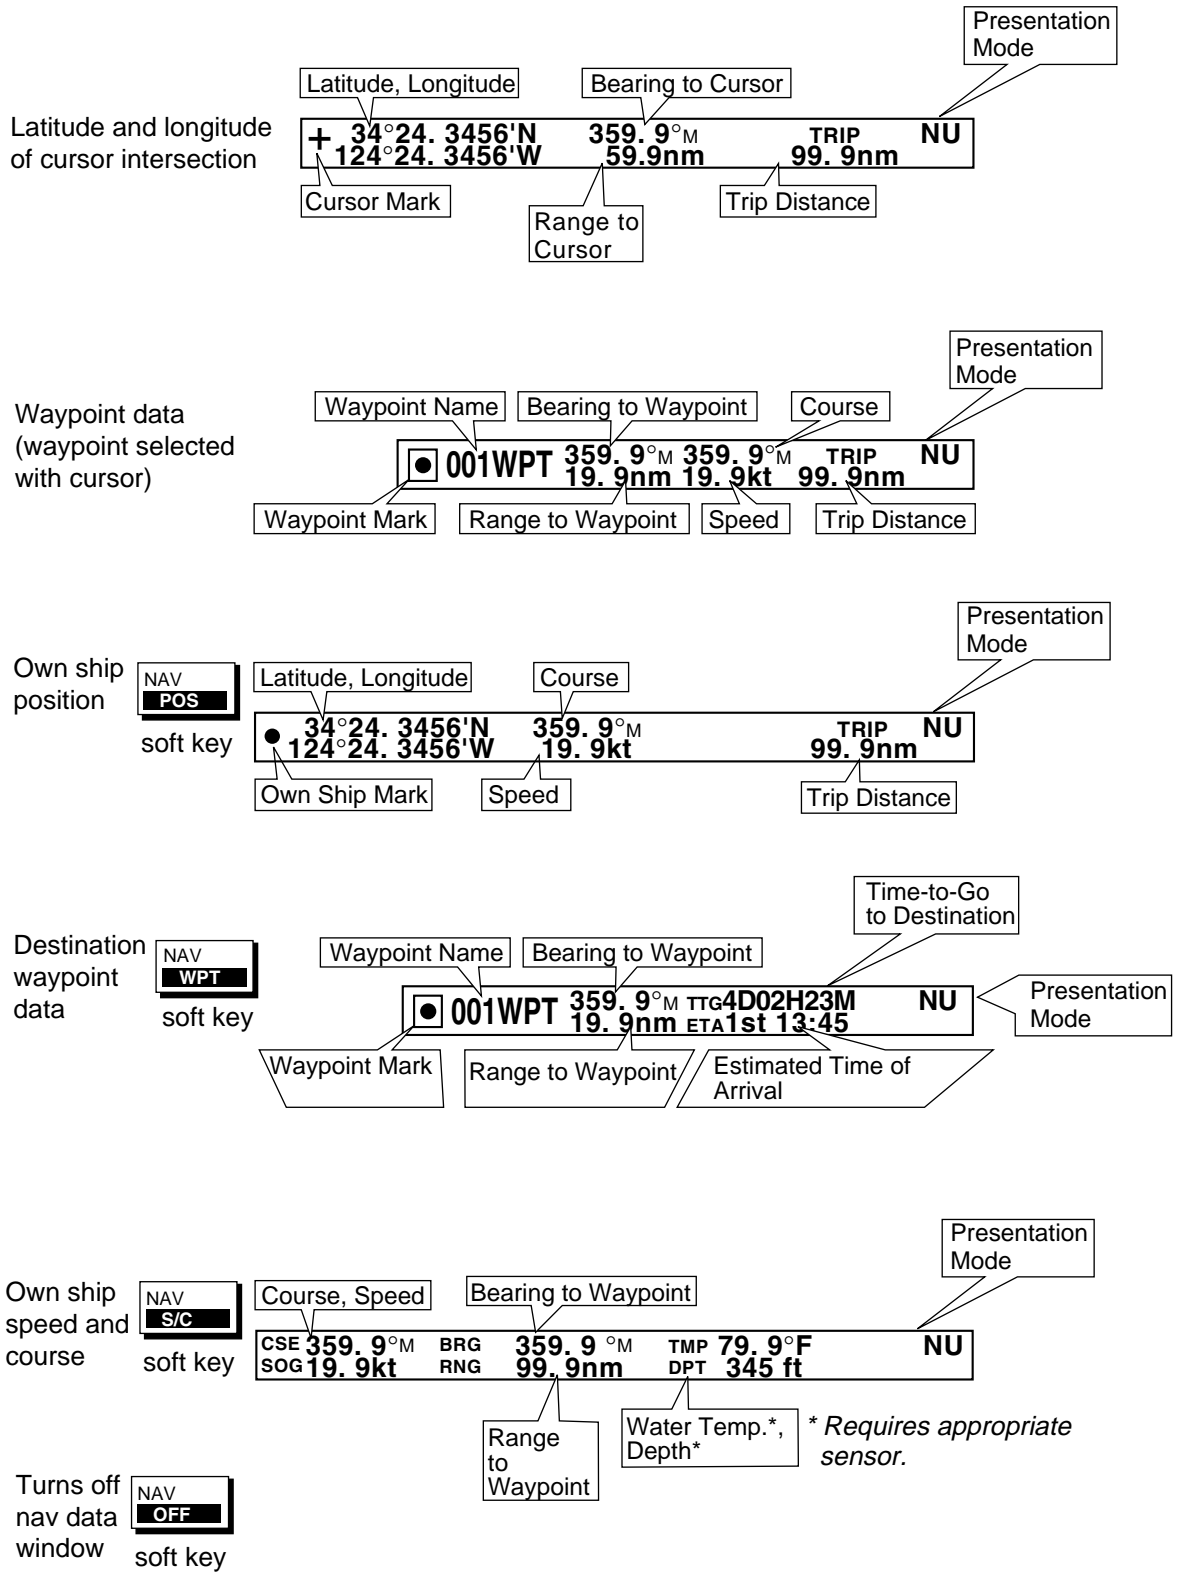 Presentation
Mode
Latitude, Longitude
Bearing to Cursor
Latitude and longitude
of cursor intersection
+ 34°24. 3456'N 359. 9°M TRIP NU
124°24. 3456'W 59.9nm 99. 9nm
Cursor Mark
Range to
Cursor
Trip Distance
Presentation
Mode
Waypoint data
(waypoint selected
with cursor)
Waypoint Name
Bearing to Waypoint
Course
001WPT 359. 9°M 359. 9°M TRIP NU
19. 9nm 19. 9kt 99. 9nm
Waypoint Mark
Range to Waypoint
Speed
Trip Distance
Presentation
Mode
Own ship
position
NAV
POS
soft key
Latitude, Longitude
Course
34°24. 3456'N 359. 9°M TRIP NU
124°24. 3456'W 19. 9kt 99. 9nm
Own Ship Mark
Speed
Trip Distance
Time-to-Go
to Destination
Destination
waypoint
data
NAV
WPT
soft key
Waypoint Name
Bearing to Waypoint
001WPT 359. 9°M TTG4D02H23M NU
19. 9nm ETA1st 13:45
Presentation
Mode
Waypoint Mark
Range to Waypoint
Estimated Time of
Arrival
Presentation
Mode
Own ship
speed and
course
NAV
S/C
soft key
Course, Speed
Bearing to Waypoint
CSE 359. 9°M BRG 359. 9 °M TMP 79. 9°F NU
SOG 19. 9kt RNG 99. 9nm DPT 345 ft
Range
to
Waypoint
Water Temp.*,
Depth*
* Requires appropriate
sensor.
Turns off
nav data
window
NAV
OFF
soft key